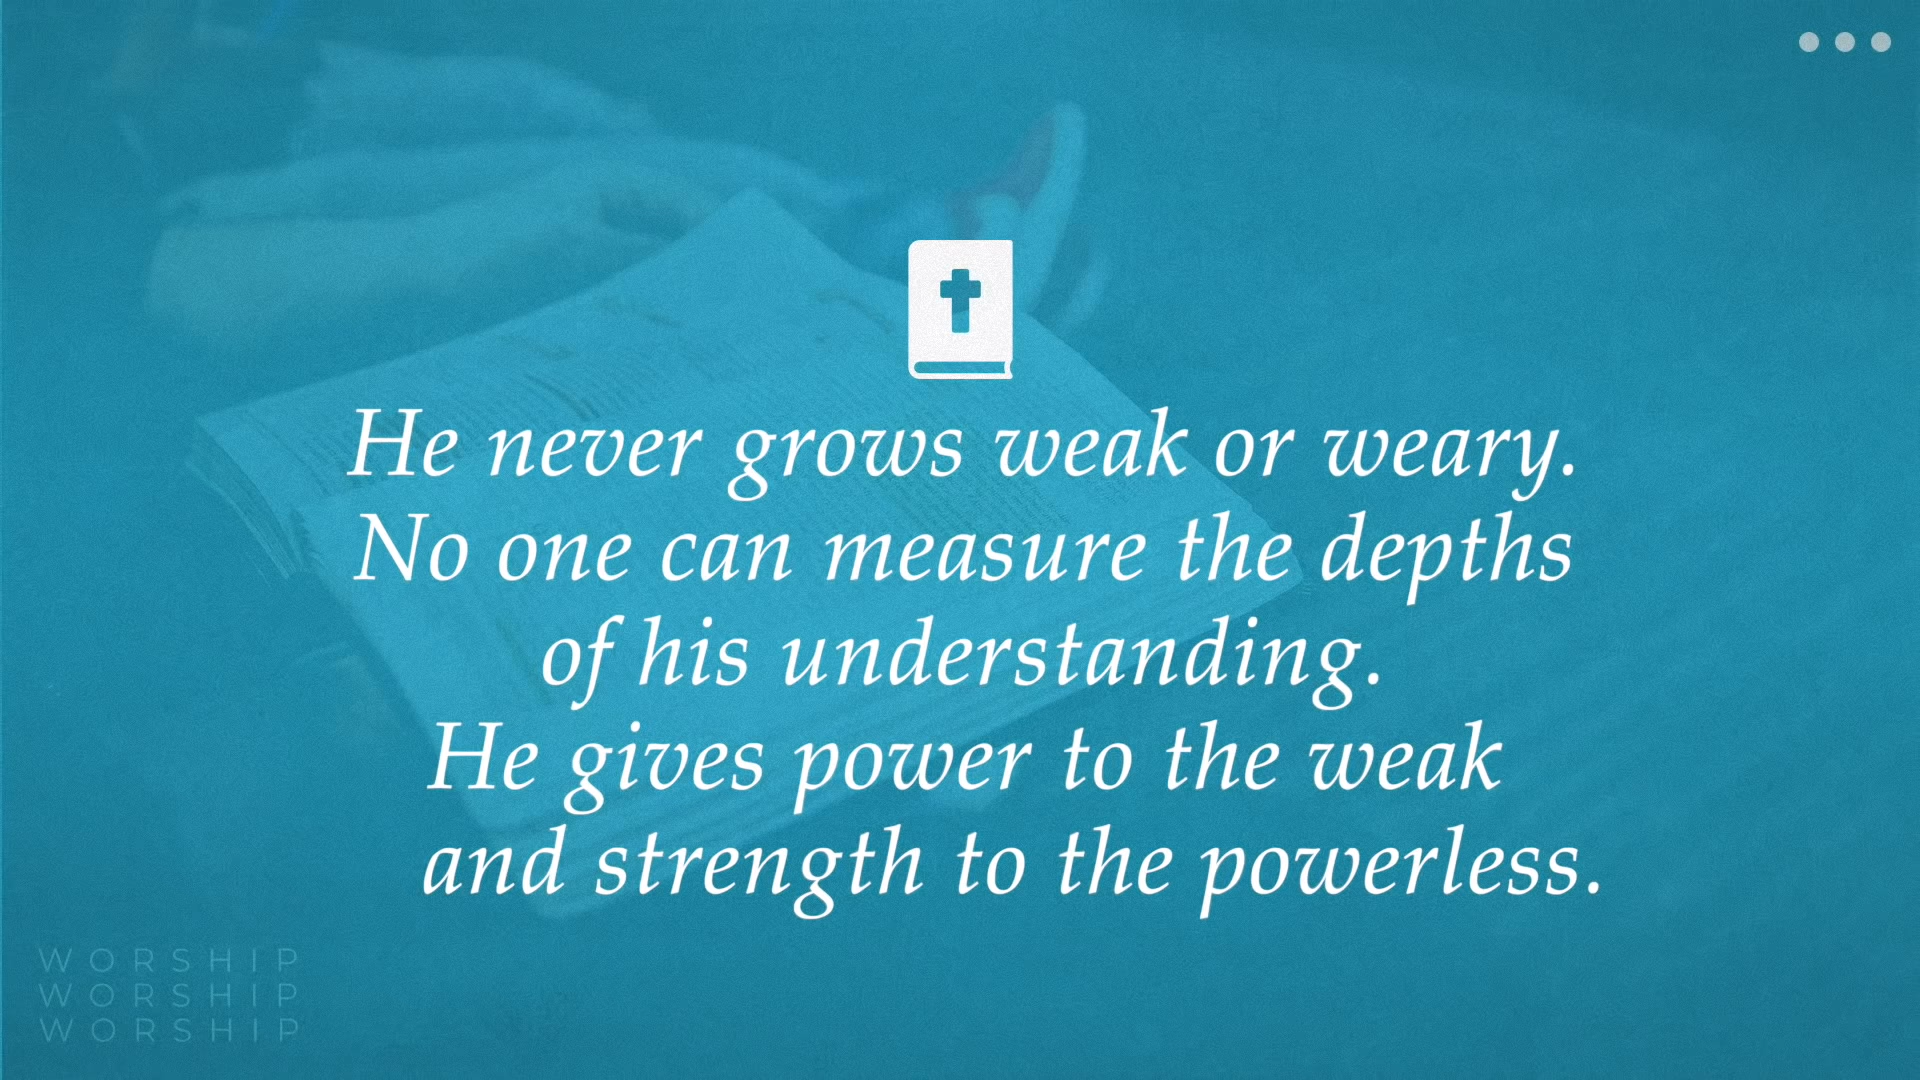 He never grows weak or weary.
No one can measure the depths
of his understanding.
He gives power to the weak
and strength to the powerless.
WORSHIP
WORSHIP
WORSHIP